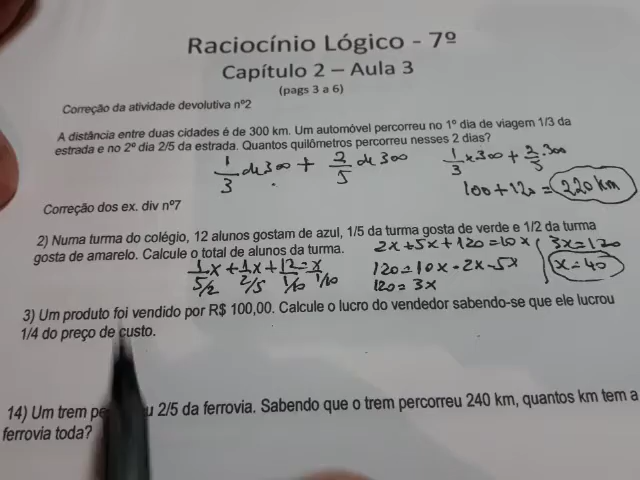 Raciocínio Lógico - 7º
Capítulo 2 – Aula 3
(pags 3 a 6)
Correção da atividade devolutiva nº2
A distância entre duas cidades é de 300 km. Um automóvel percorreu no 1º dia de viagem 1/3 da
estrada e no 2º dia 2/5 da estrada. Quantos quilômetros percorreu nesses 2 dias?
1/3 de 300 + 2/5 de 300
1/3 x 300 + 2/5 . 300
100 + 120 = 220 km
Correção dos ex. div nº7
2) Numa turma do colégio, 12 alunos gostam de azul, 1/5 da turma gosta de verde e 1/2 da turma
gosta de amarelo. Calcule o total de alunos da turma.
1x/5/2 + 1x/2/5 + 12/1/10 = x/1/10
2x + 5x + 120 = 10x
120 = 10x - 2x - 5x
120 = 3x
3x = 120
x = 40
3) Um produto foi vendido por R$ 100,00. Calcule o lucro do vendedor sabendo-se que ele lucrou
1/4 do preço de custo.
14) Um trem 2/5 da ferrovia. Sabendo que o trem percorreu 240 km, quantos km tem a
ferrovia toda?